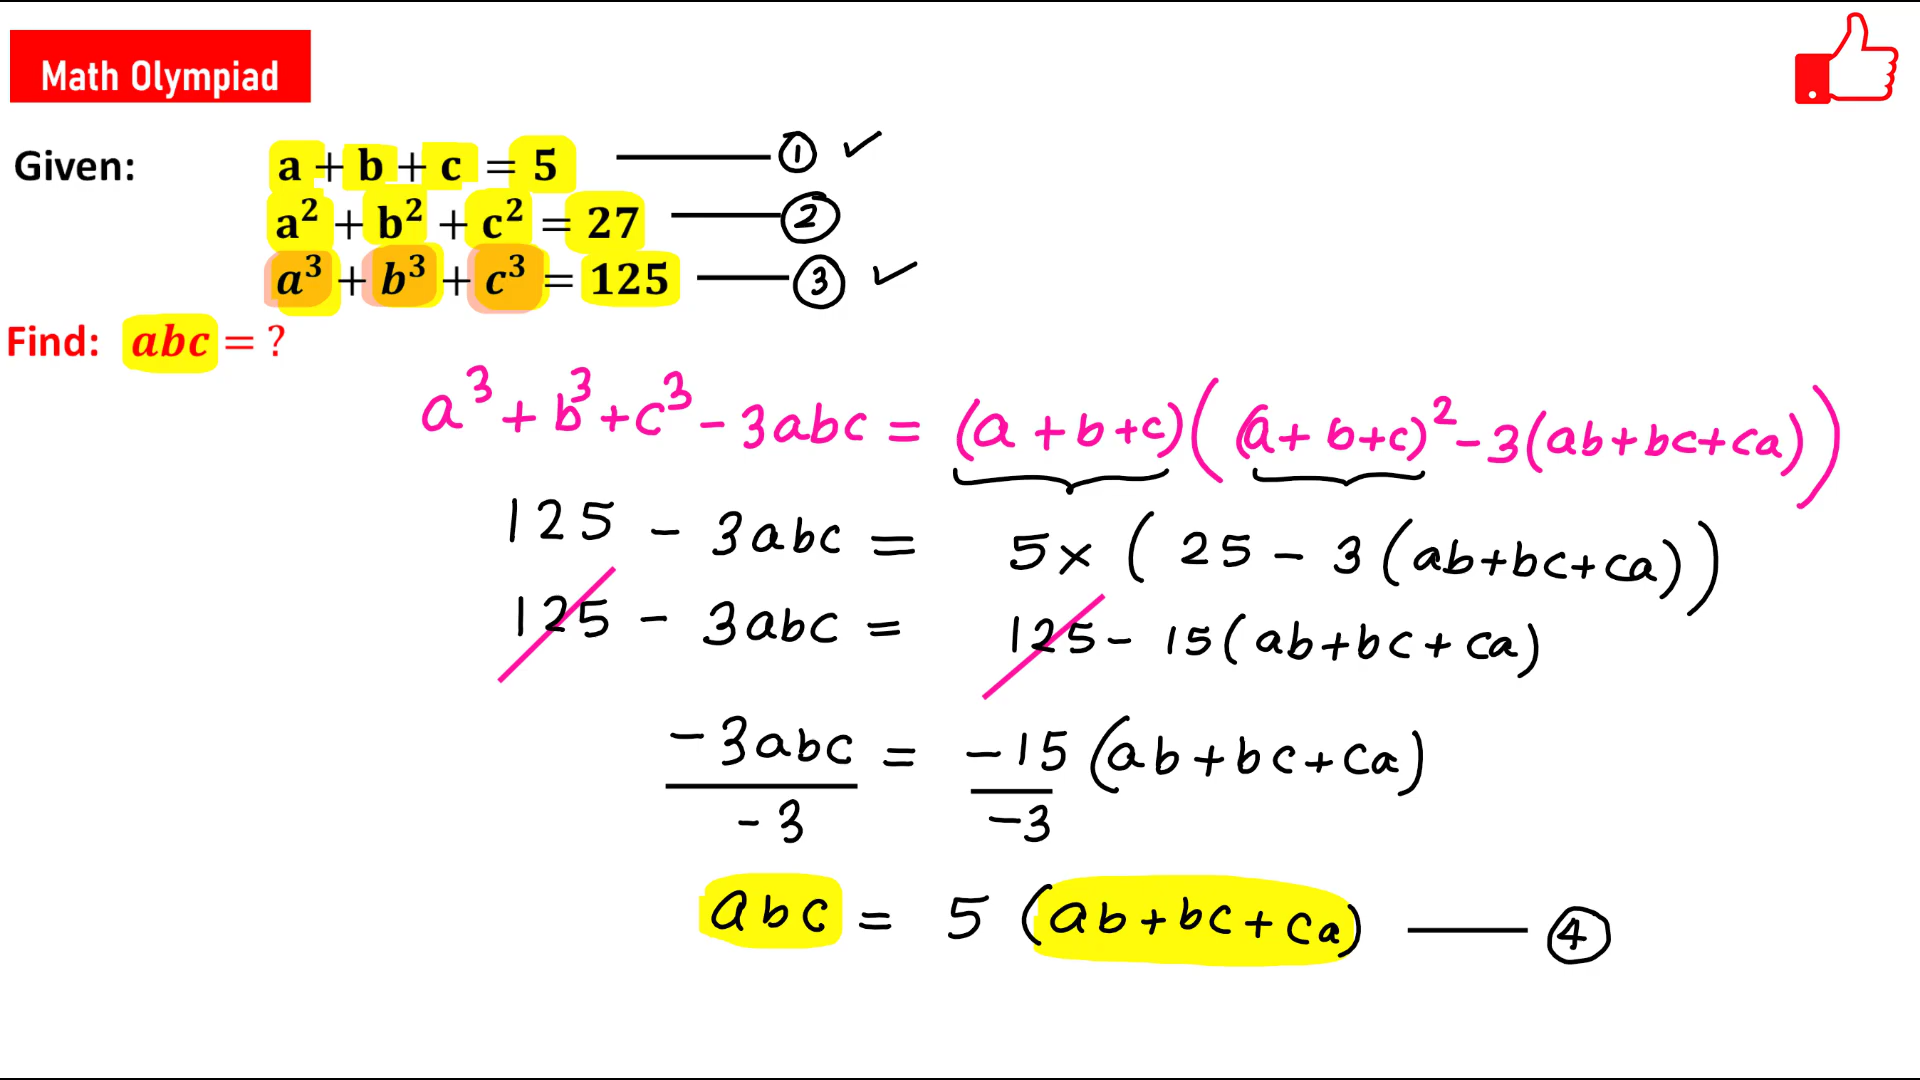 Math Olympiad
Given: a + b + c = 5 ——— ① ✓
a² + b² + c² = 27 ——— ②
a³ + b³ + c³ = 125 ——— ③ ✓
Find: abc = ?
a³ + b³ + c³ - 3abc = (a + b + c)((a + b + c)² - 3(ab + bc + ca))
125 - 3abc = 5 × (25 - 3(ab + bc + ca))
125 - 3abc = 125 - 15(ab + bc + ca)
-3abc = -15 (ab + bc + ca)
-3 -3
abc = 5 (ab + bc + ca) ——— ④